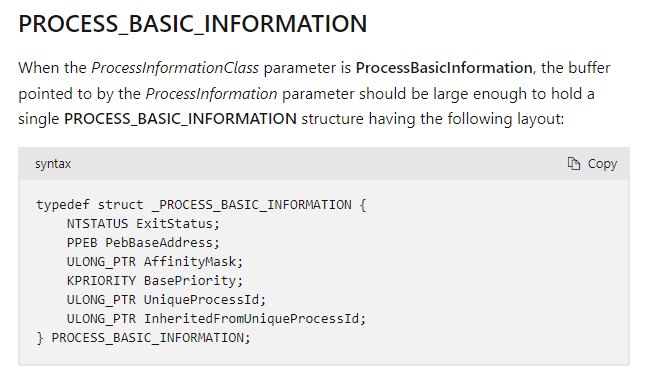 PROCESS_BASIC_INFORMATION
When the ProcessInformationClass parameter is ProcessBasicInformation, the buffer
pointed to by the ProcessInformation parameter should be large enough to hold a
single PROCESS_BASIC_INFORMATION structure having the following layout:
syntax Copy
typedef struct _PROCESS_BASIC_INFORMATION {
    NTSTATUS ExitStatus;
    PPEB PebBaseAddress;
    ULONG_PTR AffinityMask;
    KPRIORITY BasePriority;
    ULONG_PTR UniqueProcessId;
    ULONG_PTR InheritedFromUniqueProcessId;
} PROCESS_BASIC_INFORMATION;